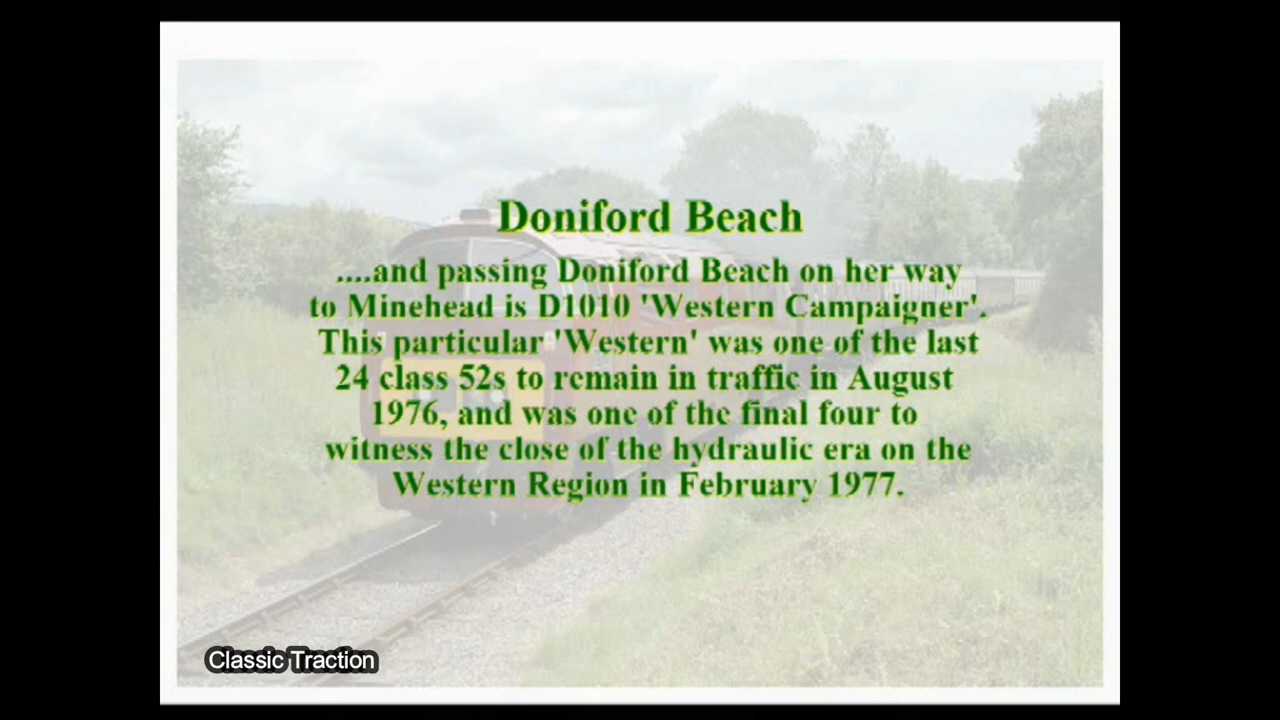 Doniford Beach
....and passing Doniford Beach on her way
to Minehead is D1010 'Western Campaigner'.
This particular 'Western' was one of the last
24 class 52s to remain in traffic in August
1976, and was one of the final four to
witness the close of the hydraulic era on the
Western Region in February 1977.
Classic Traction